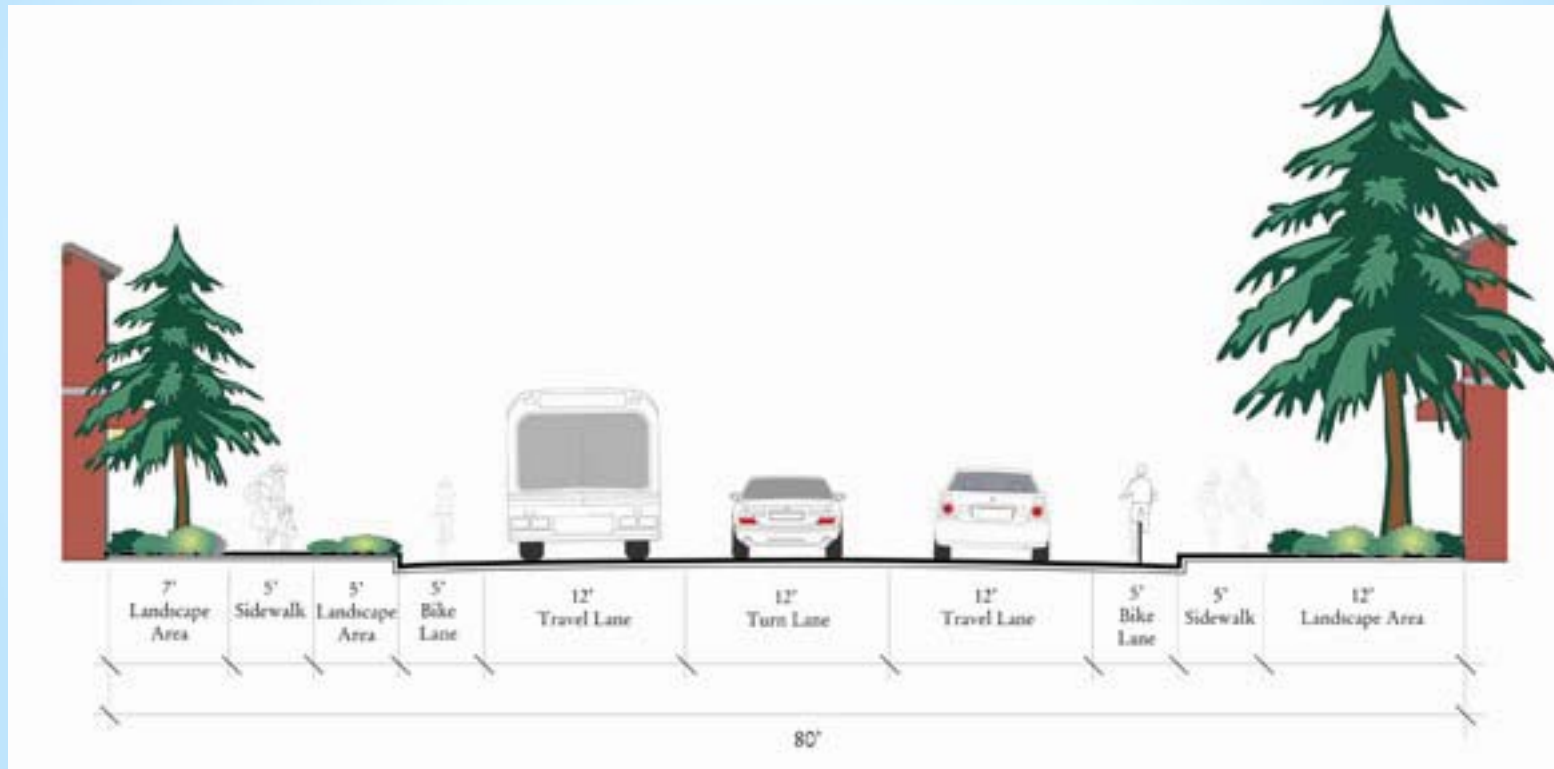 7'
Landscape
Area
5'
Sidewalk
5'
Landscape
Area
5'
Bike
Lane
12'
Travel Lane
12'
Turn Lane
12'
Travel Lane
5'
Bike
Lane
5'
Sidewalk
12'
Landscape Area
80'